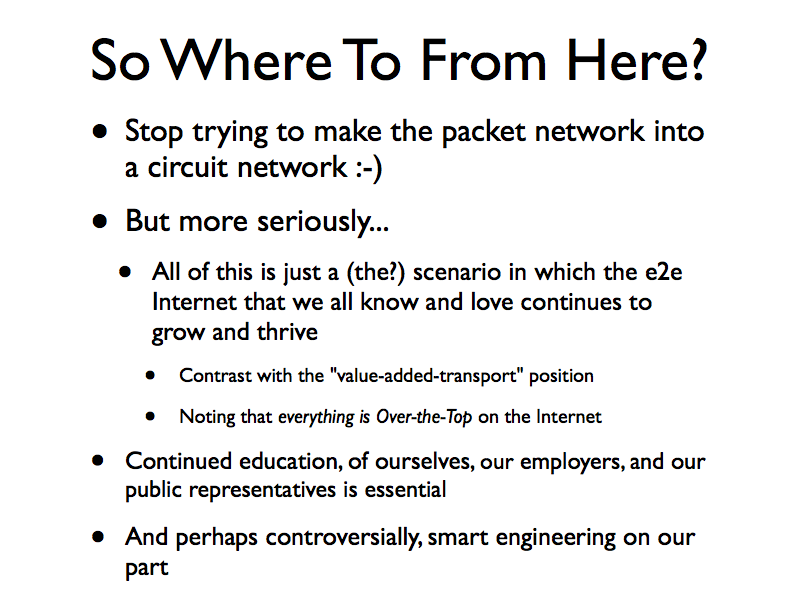 So Where To From Here?
• Stop trying to make the packet network into
a circuit network :-)
• But more seriously...
• All of this is just a (the?) scenario in which the e2e
Internet that we all know and love continues to
grow and thrive
• Contrast with the "value-added-transport" position
• Noting that everything is Over-the-Top on the Internet
• Continued education, of ourselves, our employers, and our
public representatives is essential
• And perhaps controversially, smart engineering on our
part